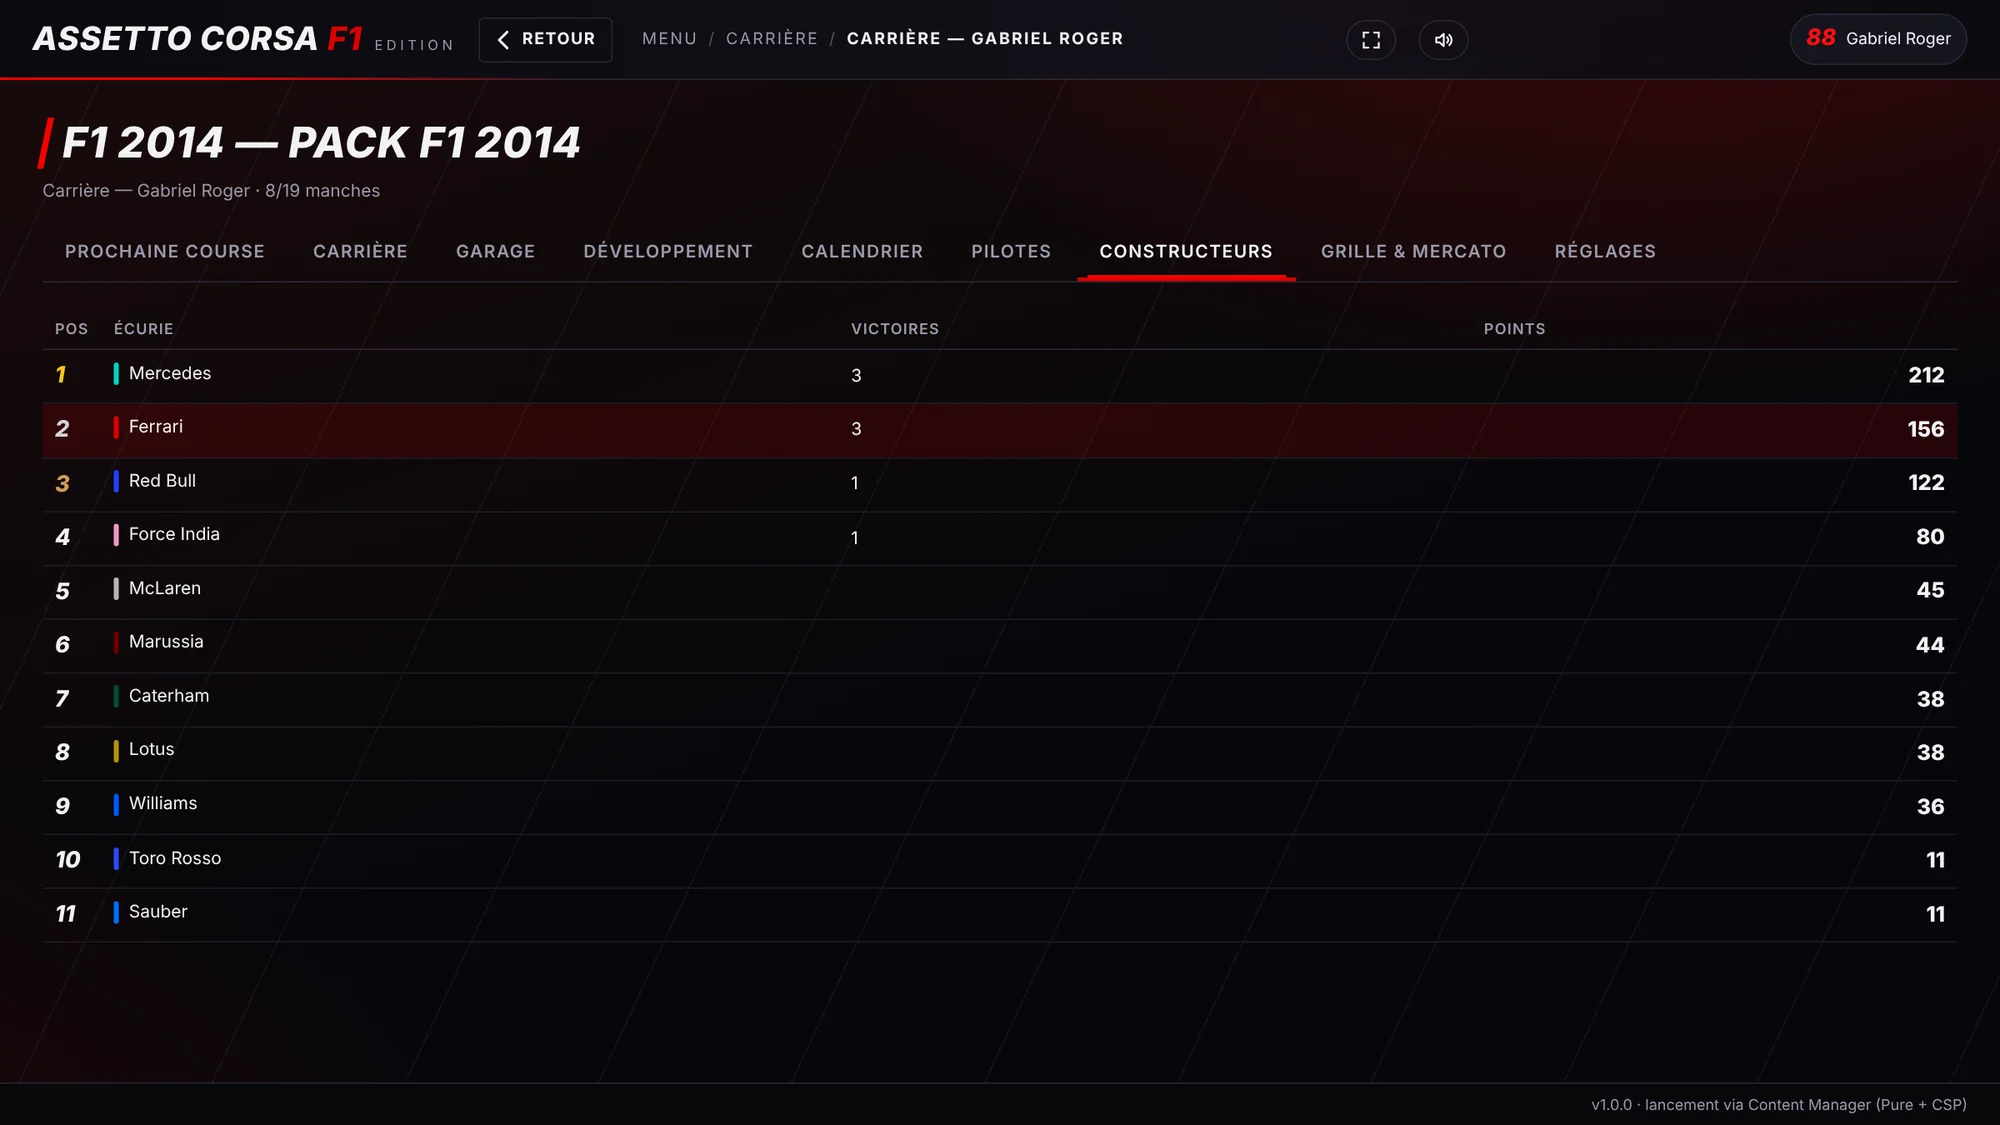 ASSETTO CORSA F1 EDITION
RETOUR
MENU / CARRIÈRE / CARRIÈRE — GABRIEL ROGER
88 Gabriel Roger
F1 2014 — PACK F1 2014
Carrière — Gabriel Roger · 8/19 manches
PROCHAINE COURSE CARRIÈRE GARAGE DÉVELOPPEMENT CALENDRIER PILOTES CONSTRUCTEURS GRILLE & MERCATO RÉGLAGES
POS ÉCURIE VICTOIRES POINTS
1 Mercedes 3 212
2 Ferrari 3 156
3 Red Bull 1 122
4 Force India 1 80
5 McLaren 45
6 Marussia 44
7 Caterham 38
8 Lotus 38
9 Williams 36
10 Toro Rosso 11
11 Sauber 11
v1.0.0 · lancement via Content Manager (Pure + CSP)